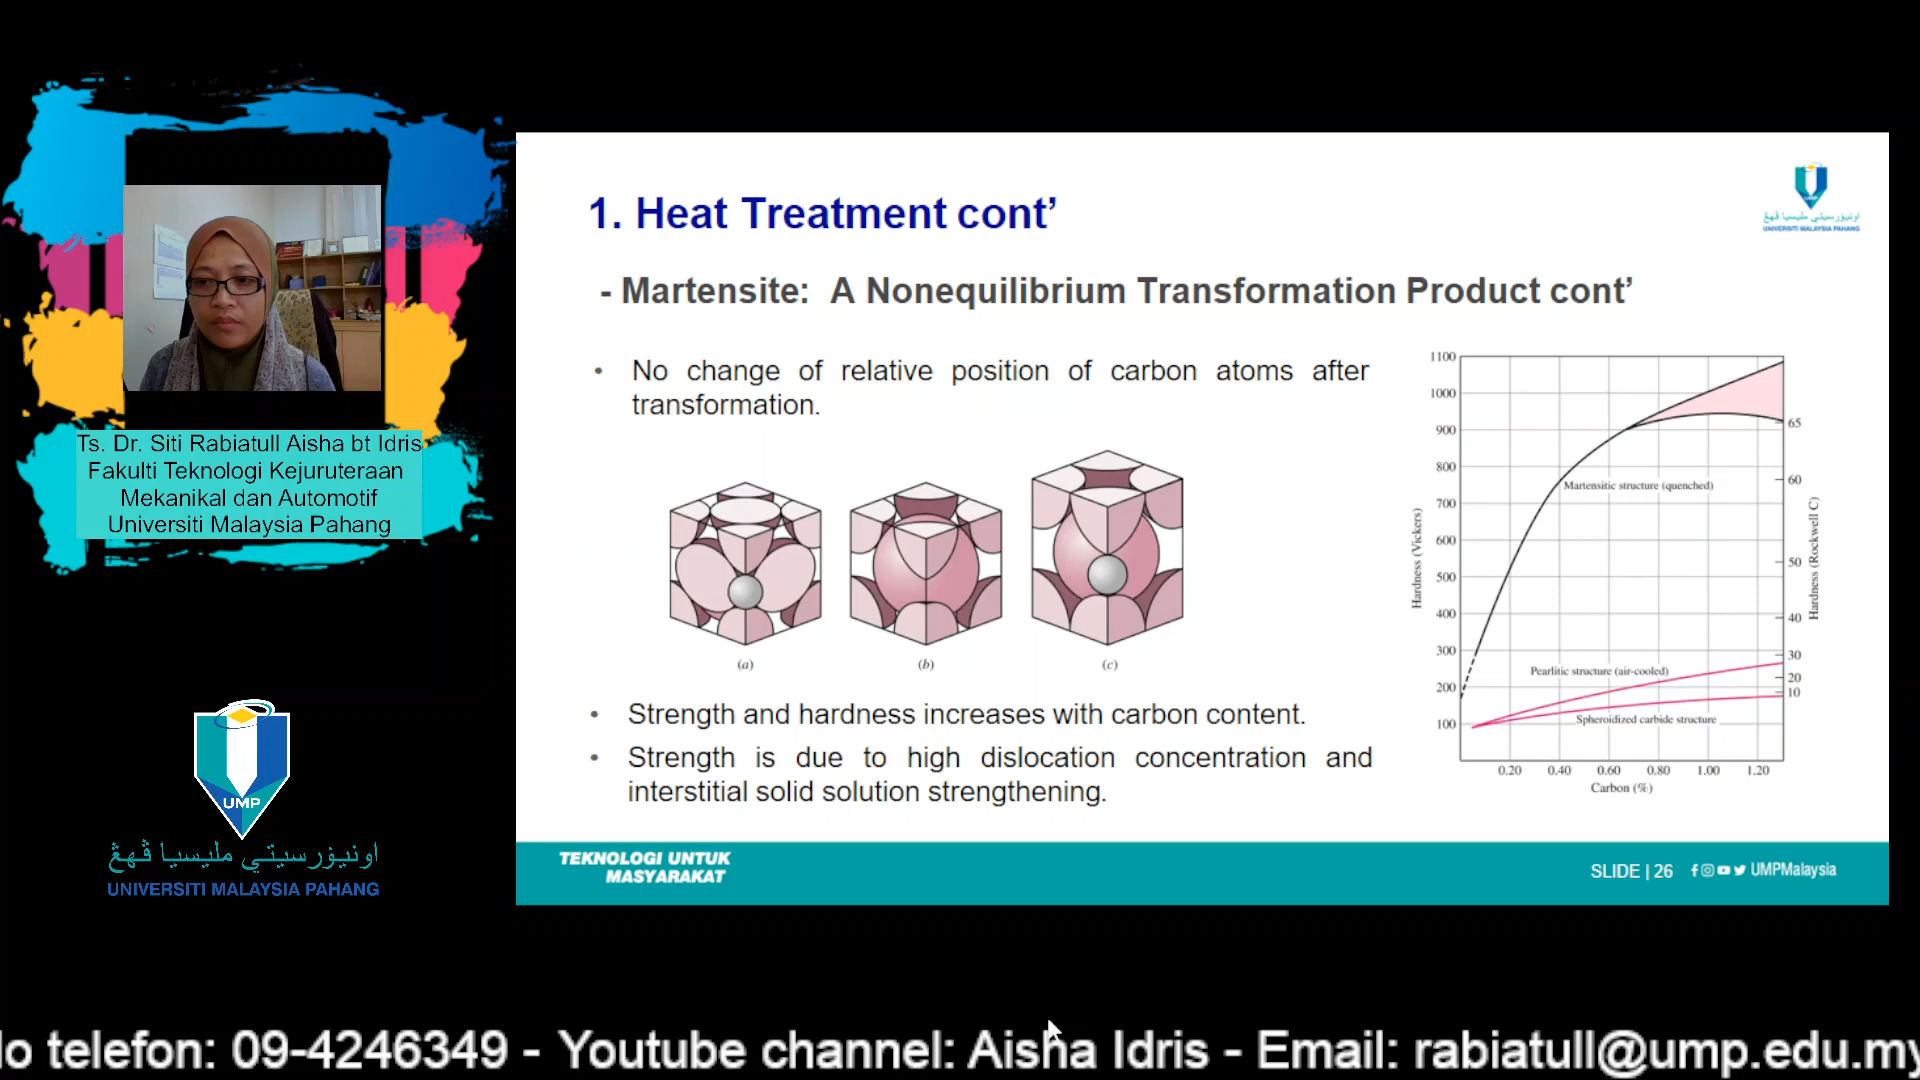 Ts. Dr. Siti Rabiatull Aisha bt Idris
Fakulti Teknologi Kejuruteraan
Mekanikal dan Automotif
Universiti Malaysia Pahang
UMP
اونيۏرسيتي مليسيا ڤهڠ
UNIVERSITI MALAYSIA PAHANG
اونيۏرسيتي مليسيا ڤهڠ
UNIVERSITI MALAYSIA PAHANG
1. Heat Treatment cont’
- Martensite: A Nonequilibrium Transformation Product cont’
• No change of relative position of carbon atoms after
transformation.
(a) (b) (c)
• Strength and hardness increases with carbon content.
• Strength is due to high dislocation concentration and
interstitial solid solution strengthening.
1100
1000
900
800
700
600
500
400
300
200
100
Hardness (Vickers)
65
60
50
40
30
20
10
Hardness (Rockwell C)
Martensitic structure (quenched)
Pearlitic structure (air-cooled)
Spheroidized carbide structure
0.20 0.40 0.60 0.80 1.00 1.20
Carbon (%)
TEKNOLOGI UNTUK
MASYARAKAT
SLIDE | 26 UMPMalaysia
lo telefon: 09-4246349 - Youtube channel: Aisha Idris - Email: rabiatull@ump.edu.my